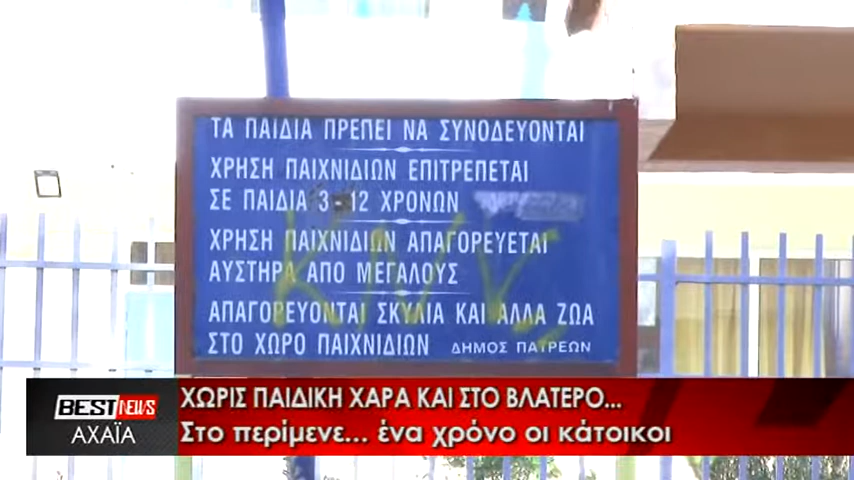 ΤΑ ΠΑΙΔΙΑ ΠΡΕΠΕΙ ΝΑ ΣΥΝΟΔΕΥΟΝΤΑΙ
ΧΡΗΣΗ ΠΑΙΧΝΙΔΙΩΝ ΕΠΙΤΡΕΠΕΤΑΙ
ΣΕ ΠΑΙΔΙΑ 3 - 12 ΧΡΟΝΩΝ
ΧΡΗΣΗ ΠΑΙΧΝΙΔΙΩΝ ΑΠΑΓΟΡΕΥΕΤΑΙ
ΑΥΣΤΗΡΑ ΑΠΟ ΜΕΓΑΛΟΥΣ
ΑΠΑΓΟΡΕΥΟΝΤΑΙ ΣΚΥΛΙΑ ΚΑΙ ΑΛΛΑ ΖΩΑ
ΣΤΟ ΧΩΡΟ ΠΑΙΧΝΙΔΙΩΝ ΔΗΜΟΣ ΠΑΤΡΕΩΝ
BEST NEWS
ΑΧΑΪΑ
ΧΩΡΙΣ ΠΑΙΔΙΚΗ ΧΑΡΑ ΚΑΙ ΣΤΟ ΒΛΑΤΕΡΟ...
Στο περίμενε... ένα χρόνο οι κάτοικοι